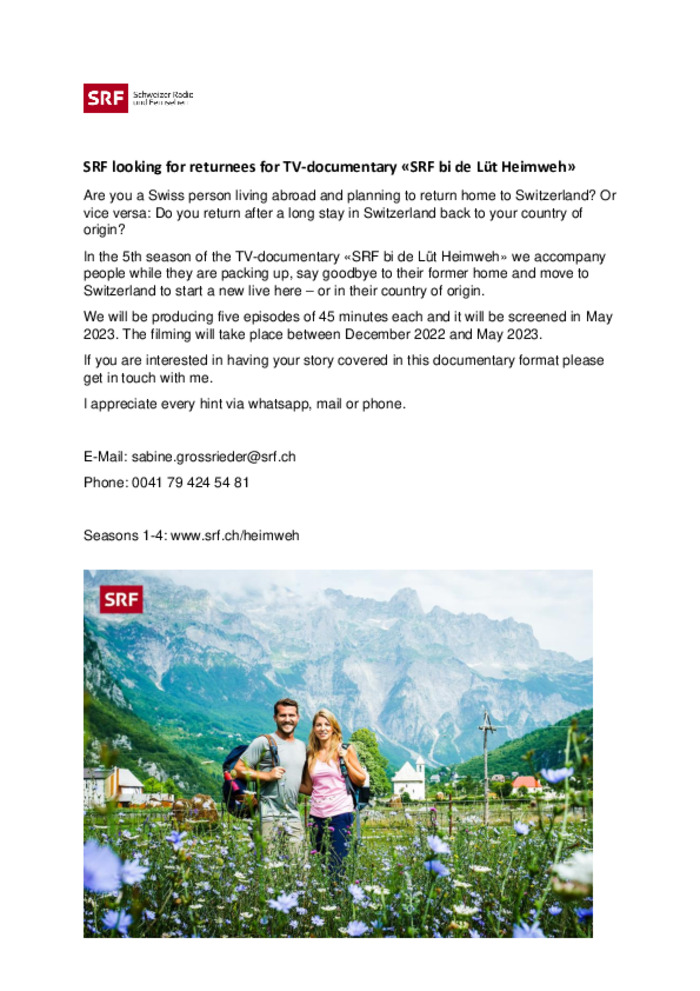 SRF Schweizer Radio
und Fernsehen
SRF looking for returnees for TV-documentary «SRF bi de Lüt Heimweh»
Are you a Swiss person living abroad and planning to return home to Switzerland? Or
vice versa: Do you return after a long stay in Switzerland back to your country of
origin?
In the 5th season of the TV-documentary «SRF bi de Lüt Heimweh» we accompany
people while they are packing up, say goodbye to their former home and move to
Switzerland to start a new live here – or in their country of origin.
We will be producing five episodes of 45 minutes each and it will be screened in May
2023. The filming will take place between December 2022 and May 2023.
If you are interested in having your story covered in this documentary format please
get in touch with me.
I appreciate every hint via whatsapp, mail or phone.
E-Mail: sabine.grossrieder@srf.ch
Phone: 0041 79 424 54 81
Seasons 1-4: www.srf.ch/heimweh
SRF